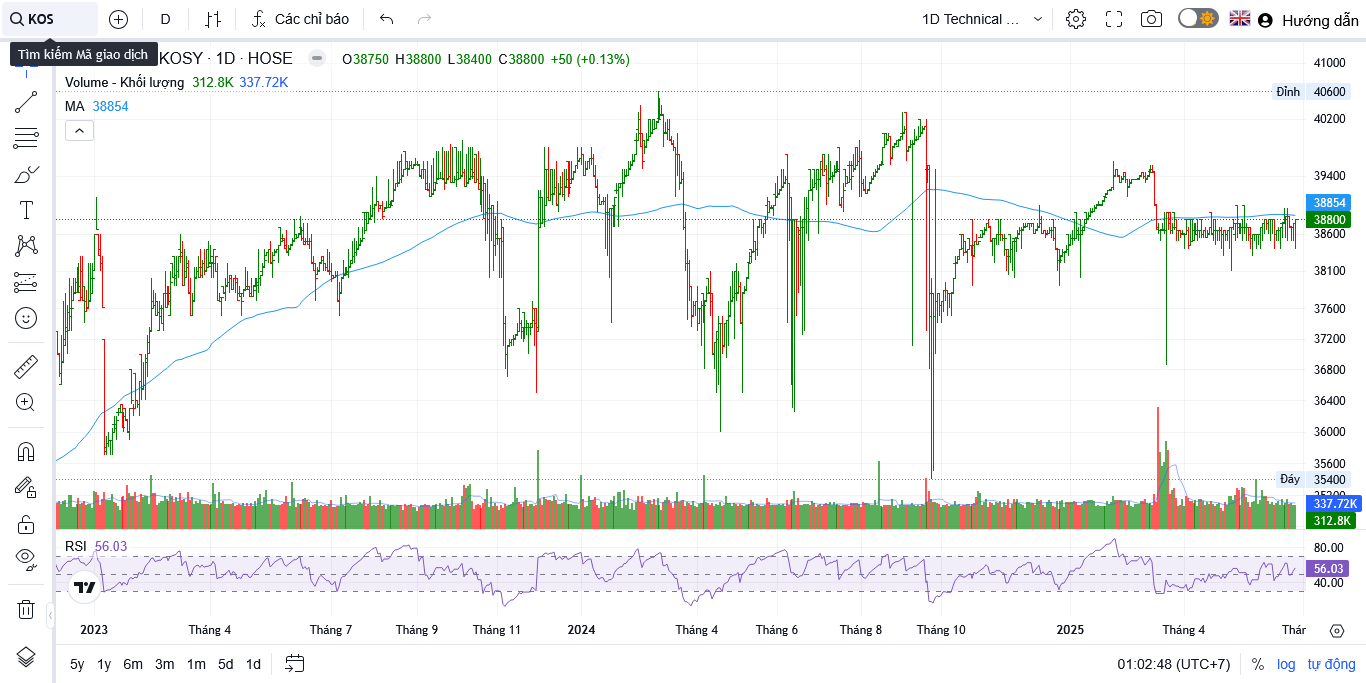 KOS D Các chỉ báo 1D Technical ... Hướng dẫn
Tìm kiếm Mã giao dịch
KOSY · 1D · HOSE O38750 H38800 L38400 C38800 +50 (+0.13%)
Volume - Khối lượng 312.8K 337.72K
MA 38854
41000
Đỉnh 40600
40200
39400
38854
38800
38600
38100
37600
37200
36800
36400
36000
35600
Đáy 35400
337.72K
312.8K
RSI 56.03
80.00
56.03
40.00
2023 Tháng 4 Tháng 7 Tháng 9 Tháng 11 2024 Tháng 4 Tháng 6 Tháng 8 Tháng 10 2025 Tháng 4 Thár
5y 1y 6m 3m 1m 5d 1d 01:02:48 (UTC+7) % log tự động